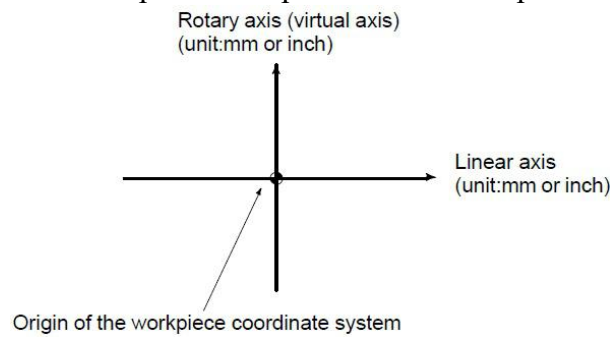 Rotary axis (virtual axis)
(unit:mm or inch)
Linear axis
(unit:mm or inch)
Origin of the workpiece coordinate system